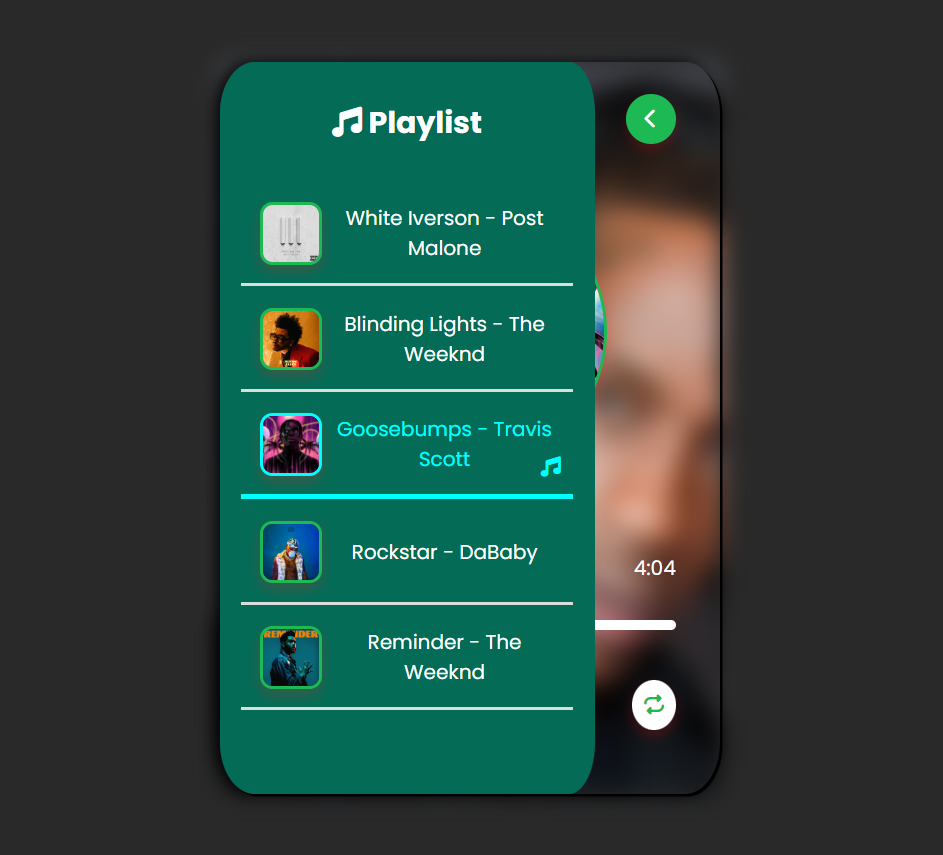 Playlist
White Iverson - Post
Malone
Blinding Lights - The
Weeknd
Goosebumps - Travis
Scott
4:04
Rockstar - DaBaby
REMINDER
Reminder - The
Weeknd